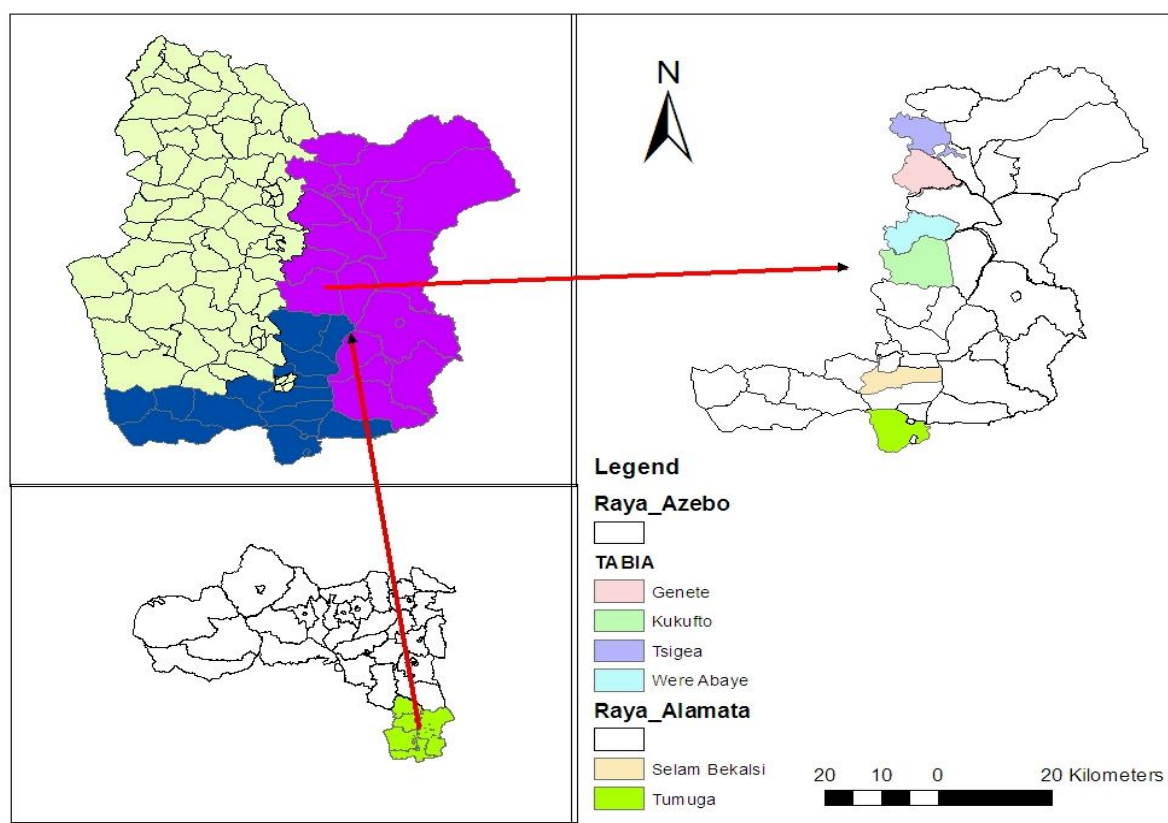 N
Legend
Raya_Azebo
TABIA
Genete
Kukufto
Tsigea
Were Abaye
Raya_Alamata
Selam Bekalsi
Tumuga
20 10 0 20 Kilometers